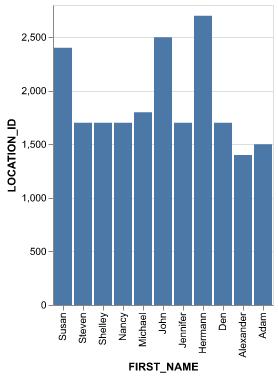 2,500
2,000
1,500
1,000
500
0
LOCATION_ID
Susan
Steven
Shelley
Nancy
Michael
John
Jennifer
Hermann
Den
Alexander
Adam
FIRST_NAME